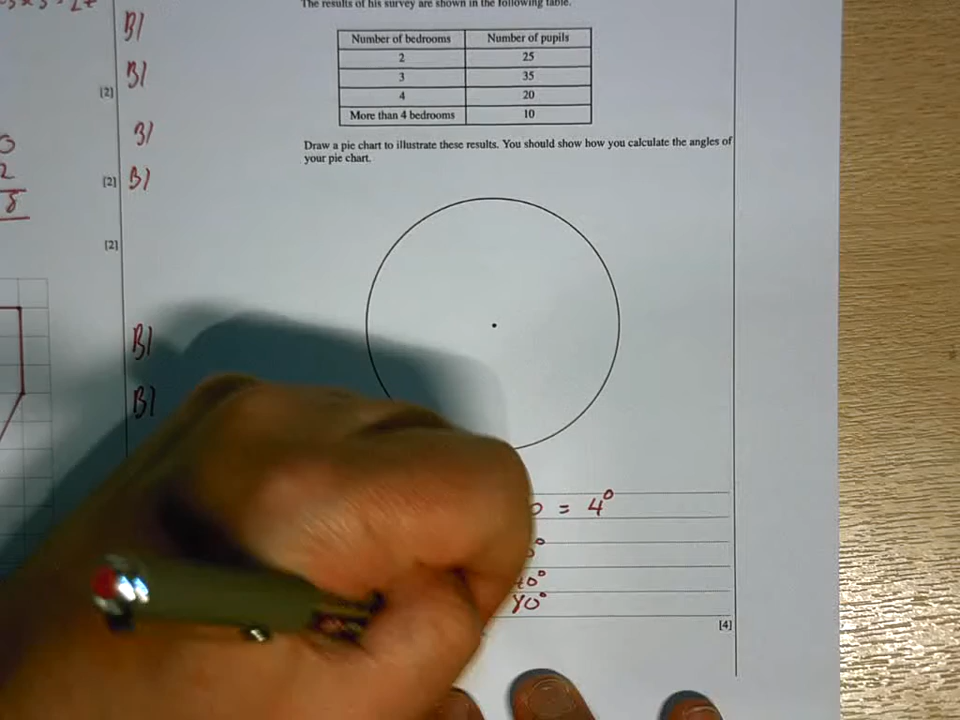 B1
B1
[2]
B1
[2] B1
[2]
B1
B1
The results of his survey are shown in the following table.
Number of bedrooms Number of pupils
2 25
3 35
4 20
More than 4 bedrooms 10
Draw a pie chart to illustrate these results. You should show how you calculate the angles of
your pie chart.
= 4°
40°
[4]